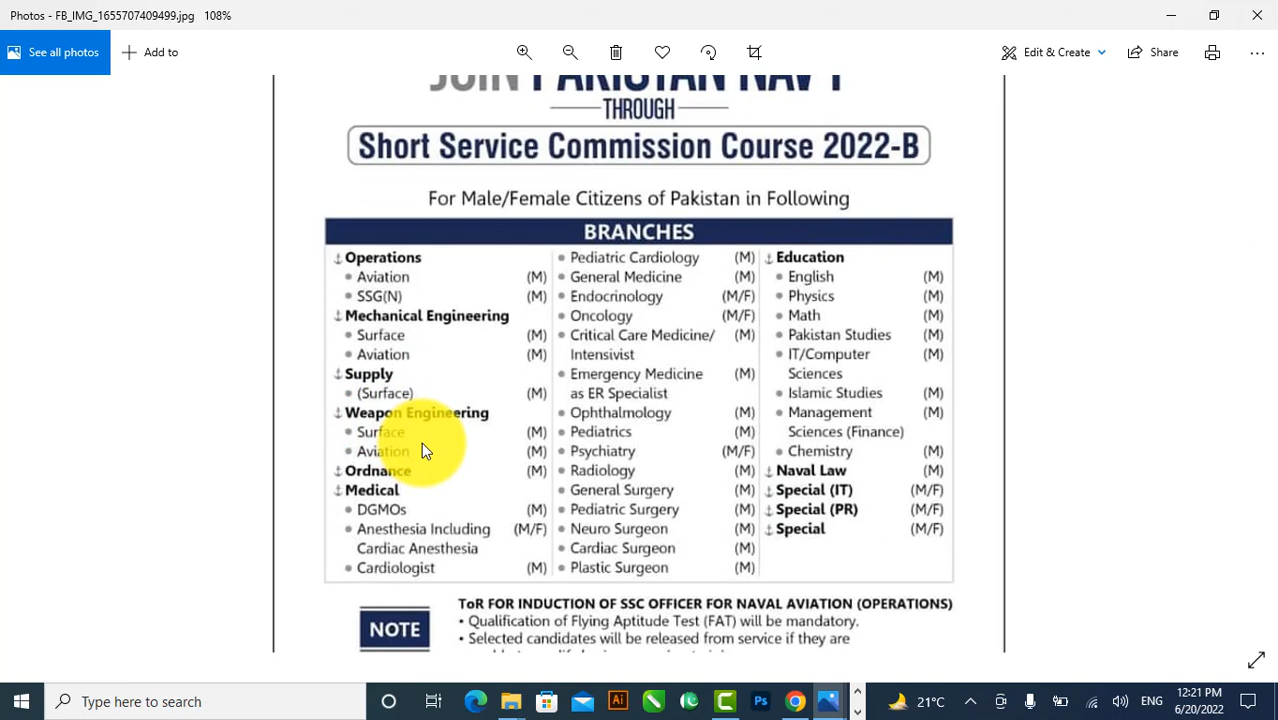 Photos - FB_IMG_1655707409499.jpg 108%
See all photos
Add to
Edit & Create
Share
JOIN PAKISTAN NAVY
THROUGH
Short Service Commission Course 2022-B
For Male/Female Citizens of Pakistan in Following
BRANCHES
Operations
Aviation (M)
SSG(N) (M)
Mechanical Engineering
Surface (M)
Aviation (M)
Supply
(Surface) (M)
Weapon Engineering
Surface (M)
Aviation (M)
Ordnance (M)
Medical
DGMOs (M)
Anesthesia Including (M/F)
Cardiac Anesthesia
Cardiologist (M)
Pediatric Cardiology (M)
General Medicine (M)
Endocrinology (M/F)
Oncology (M/F)
Critical Care Medicine/ (M)
Intensivist
Emergency Medicine (M)
as ER Specialist
Ophthalmology (M)
Pediatrics (M)
Psychiatry (M/F)
Radiology (M)
General Surgery (M)
Pediatric Surgery (M)
Neuro Surgeon (M)
Cardiac Surgeon (M)
Plastic Surgeon (M)
Education
English (M)
Physics (M)
Math (M)
Pakistan Studies (M)
IT/Computer (M)
Sciences
Islamic Studies (M)
Management (M)
Sciences (Finance)
Chemistry (M)
Naval Law (M)
Special (IT) (M/F)
Special (PR) (M/F)
Special (M/F)
NOTE
ToR FOR INDUCTION OF SSC OFFICER FOR NAVAL AVIATION (OPERATIONS)
• Qualification of Flying Aptitude Test (FAT) will be mandatory.
• Selected candidates will be released from service if they are
Type here to search
Ai
Ps
21°C
ENG
12:21 PM
6/20/2022